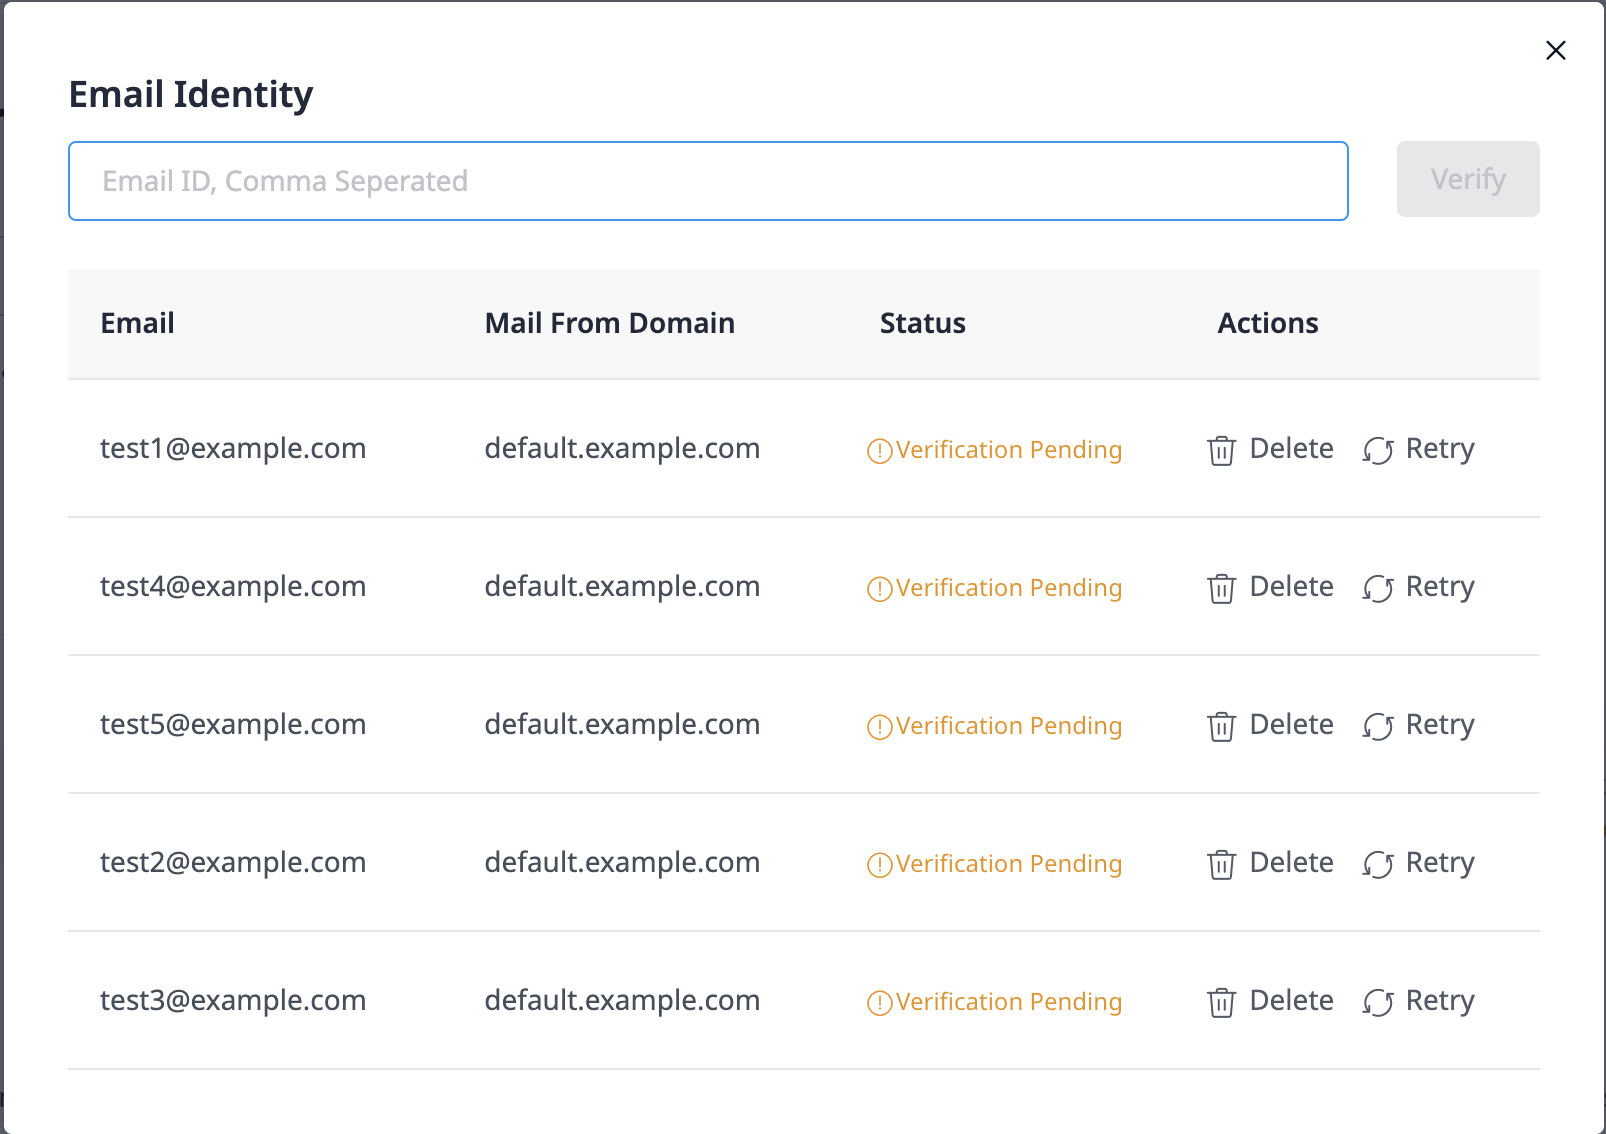 Email Identity
Email ID, Comma Seperated
Verify
Email Mail From Domain Status Actions
test1@example.com default.example.com Verification Pending Delete Retry
test4@example.com default.example.com Verification Pending Delete Retry
test5@example.com default.example.com Verification Pending Delete Retry
test2@example.com default.example.com Verification Pending Delete Retry
test3@example.com default.example.com Verification Pending Delete Retry